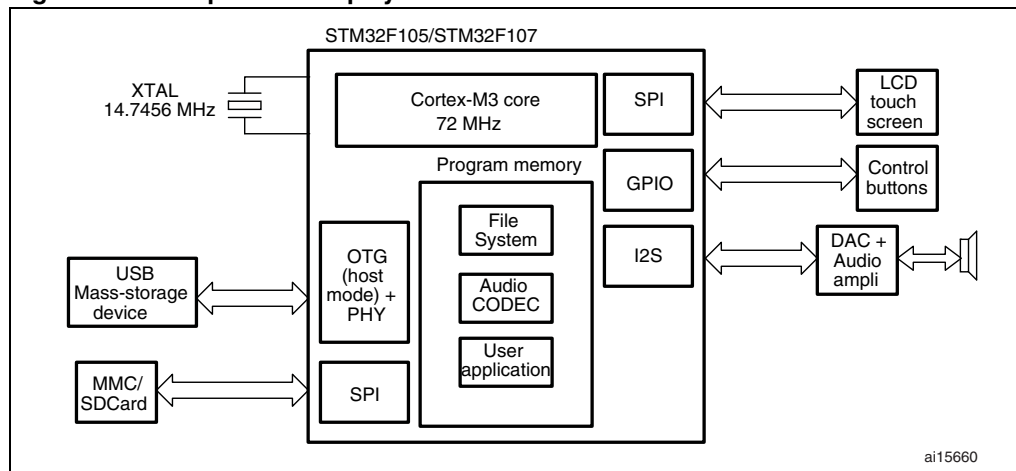 STM32F105/STM32F107
XTAL
14.7456 MHz
Cortex-M3 core
72 MHz
SPI
LCD
touch
screen
Program memory
GPIO
Control
buttons
File
System
OTG
(host
mode) +
PHY
I2S
DAC +
Audio
ampli
USB
Mass-storage
device
Audio
CODEC
User
application
MMC/
SDCard
SPI
ai15660